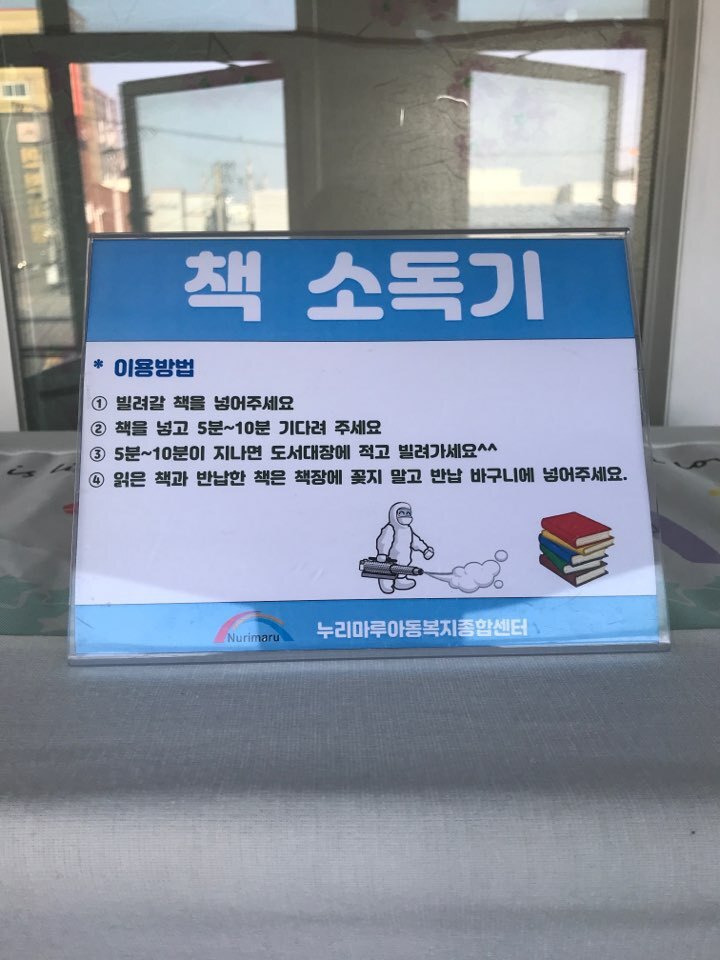 책 소독기
* 이용방법
① 빌려갈 책을 넣어주세요
② 책을 넣고 5분~10분 기다려 주세요
③ 5분~10분이 지나면 도서대장에 적고 빌려가세요^^
④ 읽은 책과 반납한 책은 책장에 꽂지 말고 반납 바구니에 넣어주세요.
Nurimaru 누리마루아동복지종합센터